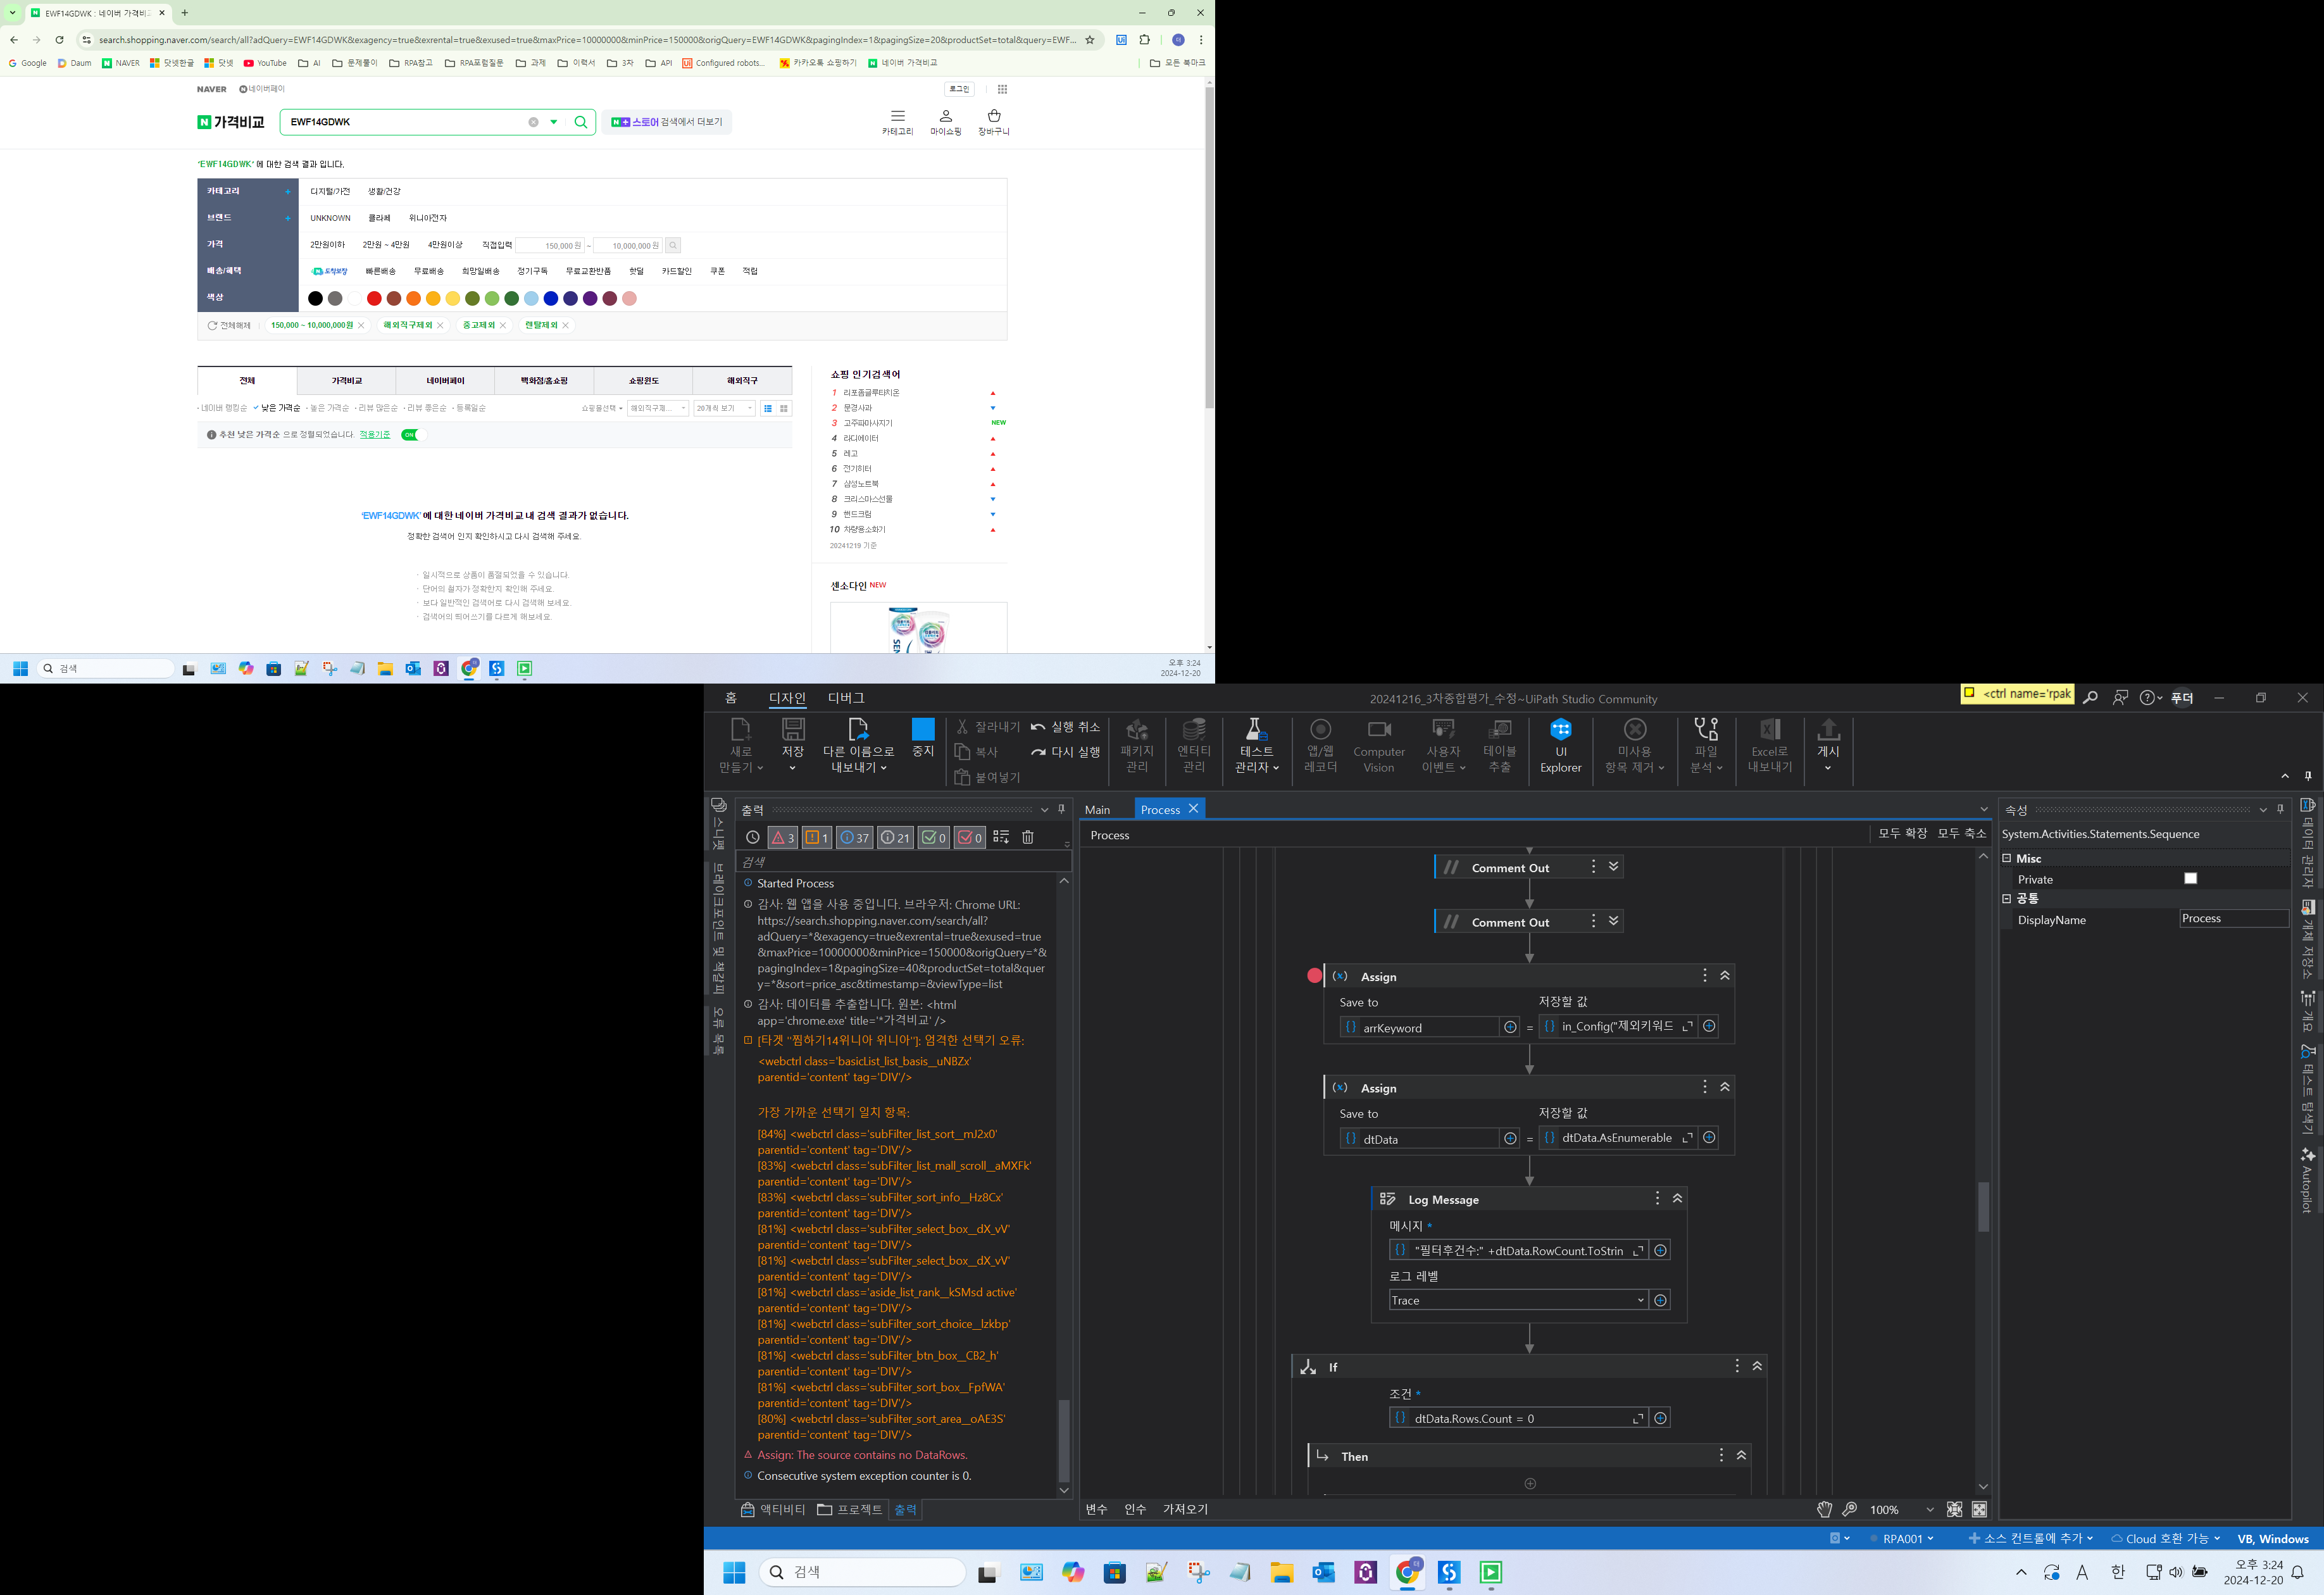 EWF14GDWK : 네이버 가격비교
search.shopping.naver.com/search/all?adQuery=EWF14GDWK&exagency=true&exrental=true&exused=true&maxPrice=10000000&minPrice=150000&origQuery=EWF14GDWK&pagingIndex=1&pagingSize=20&productSet=total&query=EWF...
Google Daum NAVER 닷넷한글 닷넷 YouTube AI 문제풀이 RPA참고 RPA포럼질문 과제 이력서 3차 API Configured robots... 카카오톡 쇼핑하기 네이버 가격비교 모든 북마크
NAVER 네이버페이 로그인
가격비교 EWF14GDWK 스토어 검색에서 더보기 카테고리 마이쇼핑 장바구니
'EWF14GDWK' 에 대한 검색 결과 입니다.
카테고리 + 디지털/가전 생활/건강
브랜드 + UNKNOWN 클라쎄 위니아전자
가격 2만원이하 2만원 ~ 4만원 4만원이상 직접입력 150,000 원 ~ 10,000,000 원
배송/혜택 도착보장 빠른배송 무료배송 희망일배송 정기구독 무료교환반품 핫딜 카드할인 쿠폰 적립
색상
전체해제 150,000 ~ 10,000,000원 해외직구제외 중고제외 렌탈제외
전체 가격비교 네이버페이 백화점/홈쇼핑 쇼핑윈도 해외직구
네이버 랭킹순 낮은 가격순 높은 가격순 리뷰 많은순 리뷰 좋은순 등록일순 쇼핑몰선택 해외직구제... 20개씩 보기
추천 낮은 가격순 으로 정렬되었습니다. 적용기준 ON
'EWF14GDWK' 에 대한 네이버 가격비교 내 검색 결과가 없습니다.
정확한 검색어 인지 확인하시고 다시 검색해 주세요.
· 일시적으로 상품이 품절되었을 수 있습니다.
· 단어의 철자가 정확한지 확인해 주세요.
· 보다 일반적인 검색어로 다시 검색해 보세요.
· 검색어의 띄어쓰기를 다르게 해보세요.
쇼핑 인기검색어
1 리포좀글루타치온
2 문경사과
3 고주파마사지기 NEW
4 라디에이터
5 레고
6 전기히터
7 삼성노트북
8 크리스마스선물
9 핸드크림
10 차량용소화기
20241219 기준
센소다인 NEW
검색
오후 3:24
2024-12-20
홈 디자인 디버그 20241216_3차종합평가_수정~UiPath Studio Community <ctrl name='rpak 푸더
새로 만들기 저장 다른 이름으로 내보내기 중지 잘라내기 복사 붙여넣기 실행 취소 다시 실행 패키지 관리 엔터티 관리 테스트 관리자 앱/웹 레코더 Computer Vision 사용자 이벤트 테이블 추출 UI Explorer 미사용 항목 제거 파일 분석 Excel로 내보내기 게시
스니펫
브레이크포인트 및 책갈피
오류 목록
출력
3 1 37 21 0 0
검색
Started Process
감사: 웹 앱을 사용 중입니다. 브라우저: Chrome URL:
https://search.shopping.naver.com/search/all?
adQuery=*&exagency=true&exrental=true&exused=true
&maxPrice=10000000&minPrice=150000&origQuery=*&
pagingIndex=1&pagingSize=40&productSet=total&quer
y=*&sort=price_asc&timestamp=&viewType=list
감사: 데이터를 추출합니다. 원본: <html
app='chrome.exe' title='*가격비교' />
[타겟 "찜하기14위니아 위니아"]: 엄격한 선택기 오류:
<webctrl class='basicList_list_basis__uNBZx'
parentid='content' tag='DIV'/>
가장 가까운 선택기 일치 항목:
[84%] <webctrl class='subFilter_list_sort__mJ2x0'
parentid='content' tag='DIV'/>
[83%] <webctrl class='subFilter_list_mall_scroll__aMXFk'
parentid='content' tag='DIV'/>
[83%] <webctrl class='subFilter_sort_info__Hz8Cx'
parentid='content' tag='DIV'/>
[81%] <webctrl class='subFilter_select_box__dX_vV'
parentid='content' tag='DIV'/>
[81%] <webctrl class='subFilter_select_box__dX_vV'
parentid='content' tag='DIV'/>
[81%] <webctrl class='aside_list_rank__kSMsd active'
parentid='content' tag='DIV'/>
[81%] <webctrl class='subFilter_sort_choice__lzkbp'
parentid='content' tag='DIV'/>
[81%] <webctrl class='subFilter_btn_box__CB2_h'
parentid='content' tag='DIV'/>
[81%] <webctrl class='subFilter_sort_box__FpfWA'
parentid='content' tag='DIV'/>
[80%] <webctrl class='subFilter_sort_area__oAE3S'
parentid='content' tag='DIV'/>
Assign: The source contains no DataRows.
Consecutive system exception counter is 0.
액티비티 프로젝트 출력
Main Process
Process 모두 확장 모두 축소
// Comment Out
// Comment Out
Assign
Save to 저장할 값
arrKeyword = in_Config("제외키워드
Assign
Save to 저장할 값
dtData = dtData.AsEnumerable
Log Message
메시지 *
"필터후건수:" +dtData.RowCount.ToStrin
로그 레벨
Trace
If
조건 *
dtData.Rows.Count = 0
Then
변수 인수 가져오기 100%
속성
System.Activities.Statements.Sequence
Misc
Private
공통
DisplayName Process
데이터 관리자
개체 저장소
개요
테스트 탐색기
Autopilot
RPA001 소스 컨트롤에 추가 Cloud 호환 가능 VB, Windows
검색 A 한 오후 3:24
2024-12-20